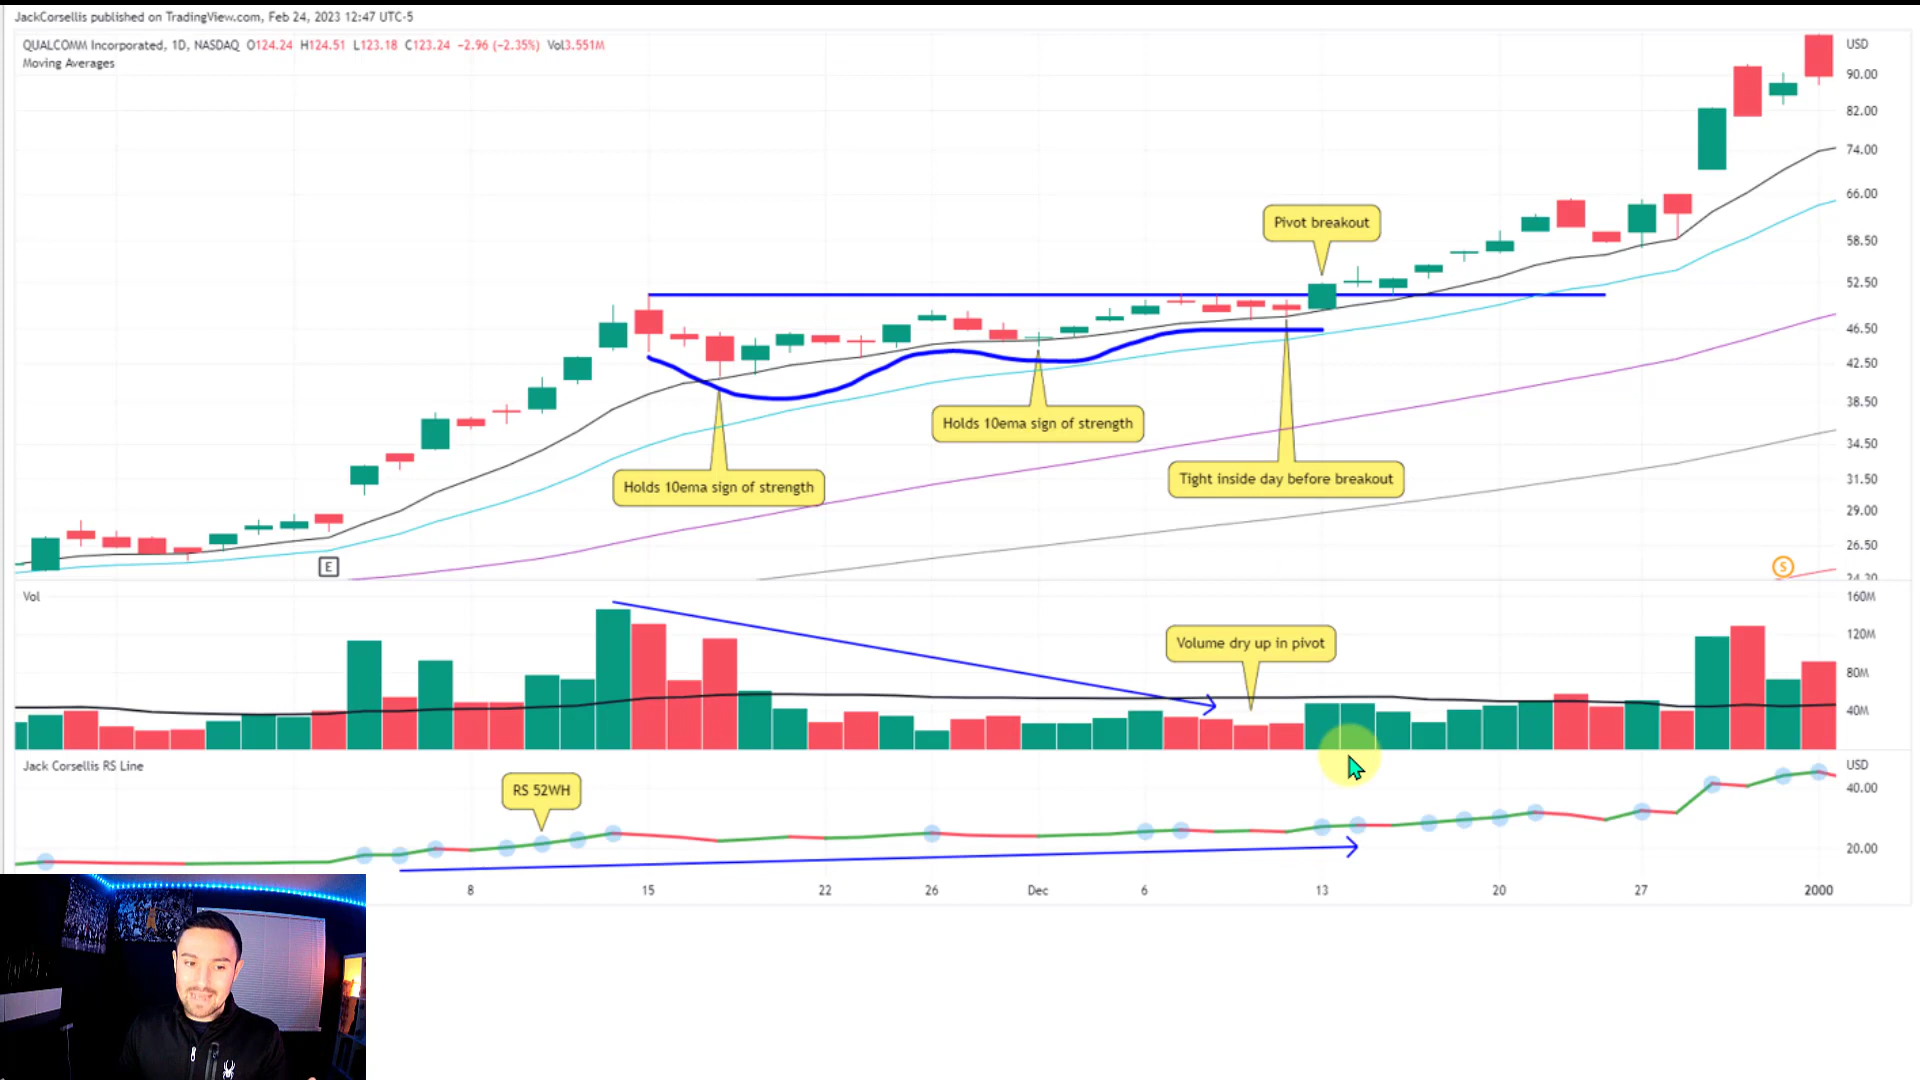 JackCorsellis published on TradingView.com, Feb 24, 2023 12:47 UTC-5
QUALCOMM Incorporated, 1D, NASDAQ O124.24 H124.51 L123.18 C123.24 −2.96 (−2.35%) Vol3.551M
Moving Averages
USD
90.00
82.00
74.00
66.00
58.50
52.50
46.50
42.50
38.50
34.50
31.50
29.00
26.50
24.30
Pivot breakout
Holds 10ema sign of strength
Holds 10ema sign of strength
Tight inside day before breakout
E
S
Vol
160M
120M
80M
40M
Volume dry up in pivot
Jack Corsellis RS Line
USD
40.00
20.00
RS 52WH
8 15 22 26 Dec 6 13 20 27 2000